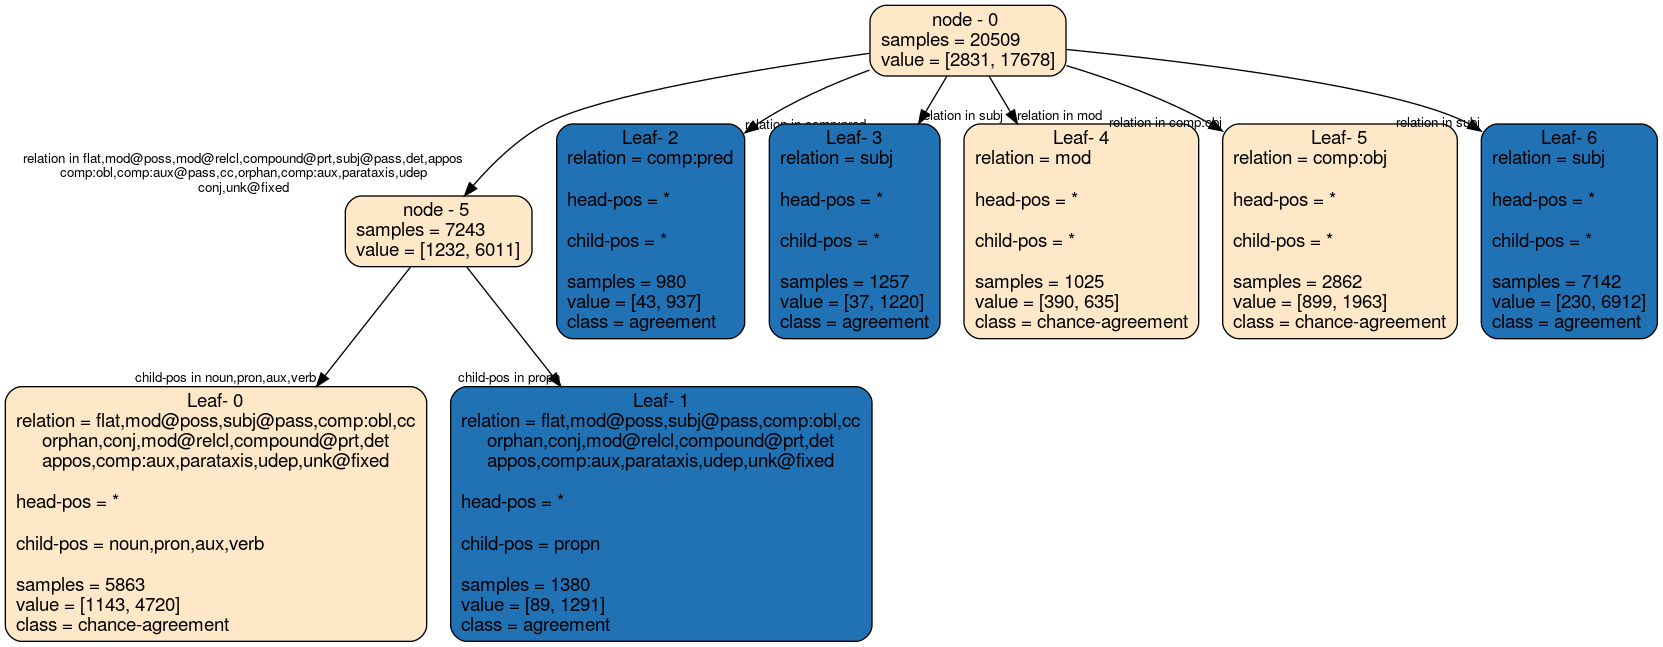 node - 0
samples = 20509
value = [2831, 17678]
relation in subj
relation in mod
relation in comp:obj
relation in subj
relation in comp:pred
relation in flat,mod@poss,mod@relcl,compound@prt,subj@pass,det,appos
comp:obl,comp:aux@pass,cc,orphan,comp:aux,parataxis,udep
conj,unk@fixed
node - 5
samples = 7243
value = [1232, 6011]
Leaf- 2
relation = comp:pred
head-pos = *
child-pos = *
samples = 980
value = [43, 937]
class = agreement
Leaf- 3
relation = subj
head-pos = *
child-pos = *
samples = 1257
value = [37, 1220]
class = agreement
Leaf- 4
relation = mod
head-pos = *
child-pos = *
samples = 1025
value = [390, 635]
class = chance-agreement
Leaf- 5
relation = comp:obj
head-pos = *
child-pos = *
samples = 2862
value = [899, 1963]
class = chance-agreement
Leaf- 6
relation = subj
head-pos = *
child-pos = *
samples = 7142
value = [230, 6912]
class = agreement
child-pos in noun,pron,aux,verb
child-pos in propn
Leaf- 0
relation = flat,mod@poss,subj@pass,comp:obl,cc
orphan,conj,mod@relcl,compound@prt,det
appos,comp:aux,parataxis,udep,unk@fixed
head-pos = *
child-pos = noun,pron,aux,verb
samples = 5863
value = [1143, 4720]
class = chance-agreement
Leaf- 1
relation = flat,mod@poss,subj@pass,comp:obl,cc
orphan,conj,mod@relcl,compound@prt,det
appos,comp:aux,parataxis,udep,unk@fixed
head-pos = *
child-pos = propn
samples = 1380
value = [89, 1291]
class = agreement